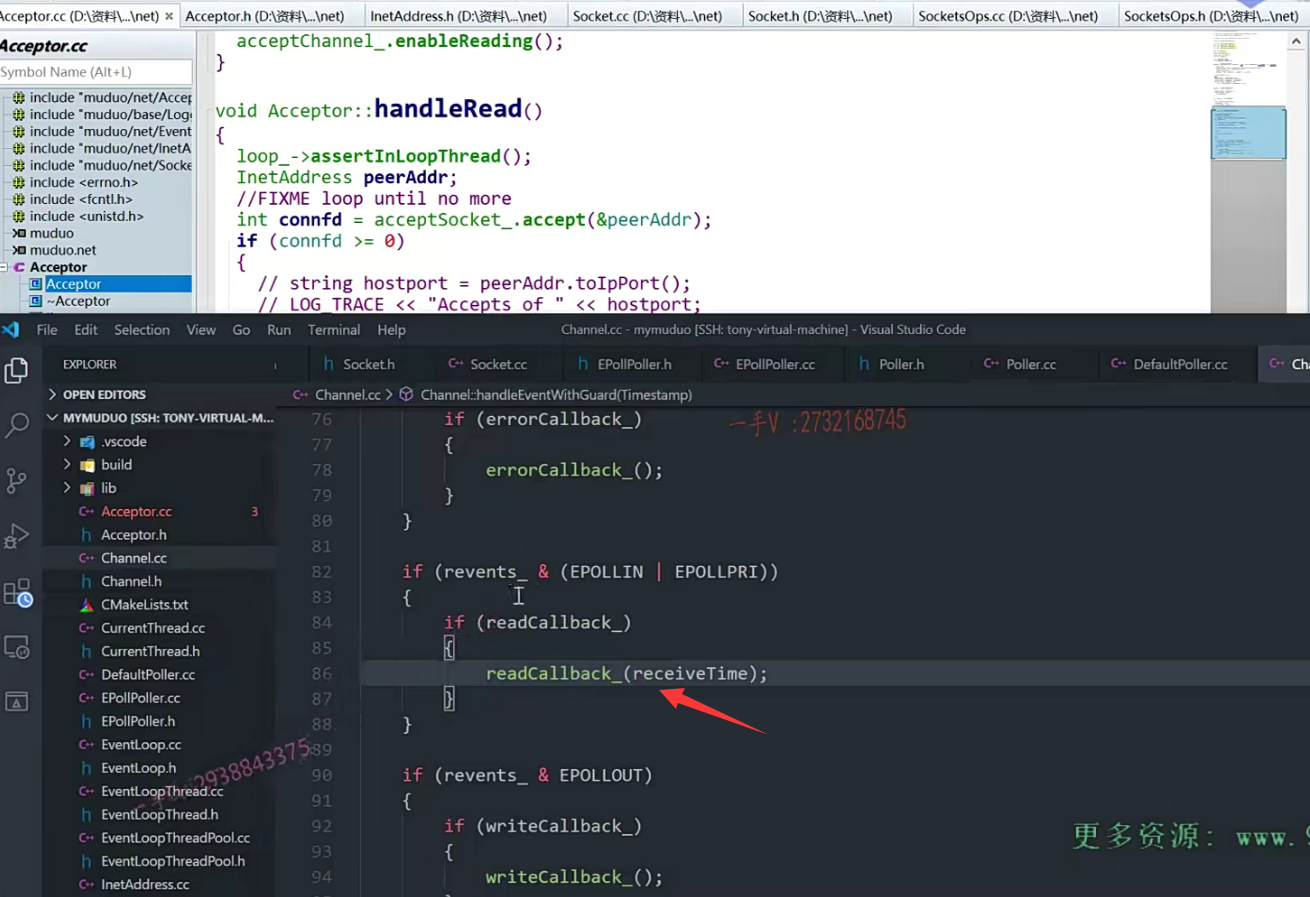 Acceptor.cc (D:\资料\...\net) × Acceptor.h (D:\资料\...\net) InetAddress.h (D:\资料\...\net) Socket.cc (D:\资料\...\net) Socket.h (D:\资料\...\net) SocketsOps.cc (D:\资料\...\net) SocketsOps.h (D:\资料\...\net)
Acceptor.cc
Symbol Name (Alt+L)
include "muduo/net/Accep
include "muduo/base/Log
include "muduo/net/Event
include "muduo/net/InetA
include "muduo/net/Socke
include <errno.h>
include <fcntl.h>
include <unistd.h>
muduo
muduo.net
Acceptor
Acceptor
~Acceptor
acceptChannel_.enableReading();
}
void Acceptor::handleRead()
{
loop_->assertInLoopThread();
InetAddress peerAddr;
//FIXME loop until no more
int connfd = acceptSocket_.accept(&peerAddr);
if (connfd >= 0)
{
// string hostport = peerAddr.toIpPort();
// LOG_TRACE << "Accepts of " << hostport;
File Edit Selection View Go Run Terminal Help
Channel.cc - mymuduo [SSH: tony-virtual-machine] - Visual Studio Code
EXPLORER
Socket.h Socket.cc EPollPoller.h EPollPoller.cc Poller.h Poller.cc DefaultPoller.cc Cha
OPEN EDITORS
MYMUDUO [SSH: TONY-VIRTUAL-M...
.vscode
build
lib
Acceptor.cc 3
Acceptor.h
Channel.cc
Channel.h
CMakeLists.txt
CurrentThread.cc
CurrentThread.h
DefaultPoller.cc
EPollPoller.cc
EPollPoller.h
EventLoop.cc
EventLoop.h
EventLoopThread.cc
EventLoopThread.h
EventLoopThreadPool.cc
EventLoopThreadPool.h
InetAddress.cc
Channel.cc > Channel::handleEventWithGuard(Timestamp)
76 if (errorCallback_)
77 {
78 errorCallback_();
79 }
80 }
81
82 if (revents_ & (EPOLLIN | EPOLLPRI))
83 {
84 if (readCallback_)
85 {
86 readCallback_(receiveTime);
87 }
88 }
89
90 if (revents_ & EPOLLOUT)
91 {
92 if (writeCallback_)
93 {
94 writeCallback_();
一手V :2732168745
2938843375
更多资源: www.